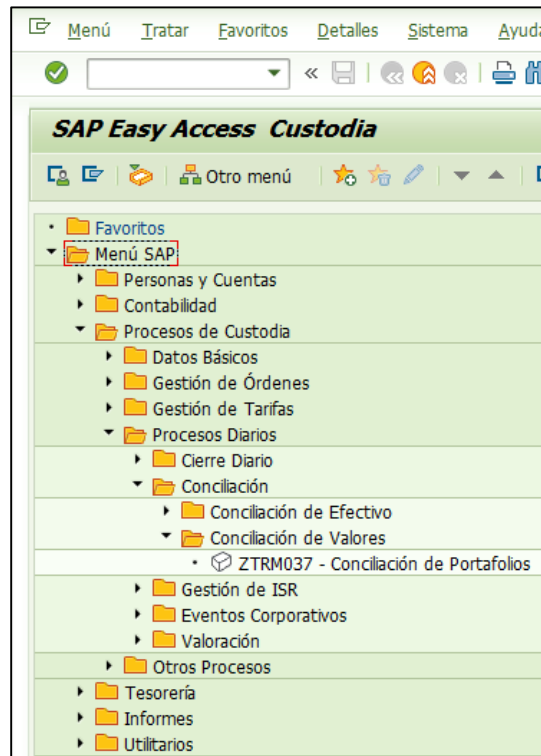 Menú Tratar Favoritos Detalles Sistema
SAP Easy Access Custodia
Otro menú
Favoritos
Menú SAP
Personas y Cuentas
Contabilidad
Procesos de Custodia
Datos Básicos
Gestión de Órdenes
Gestión de Tarifas
Procesos Diarios
Cierre Diario
Conciliación
Conciliación de Efectivo
Conciliación de Valores
ZTRM037 - Conciliación de Portafolios
Gestión de ISR
Eventos Corporativos
Valoración
Otros Procesos
Tesorería
Informes
Utilitarios